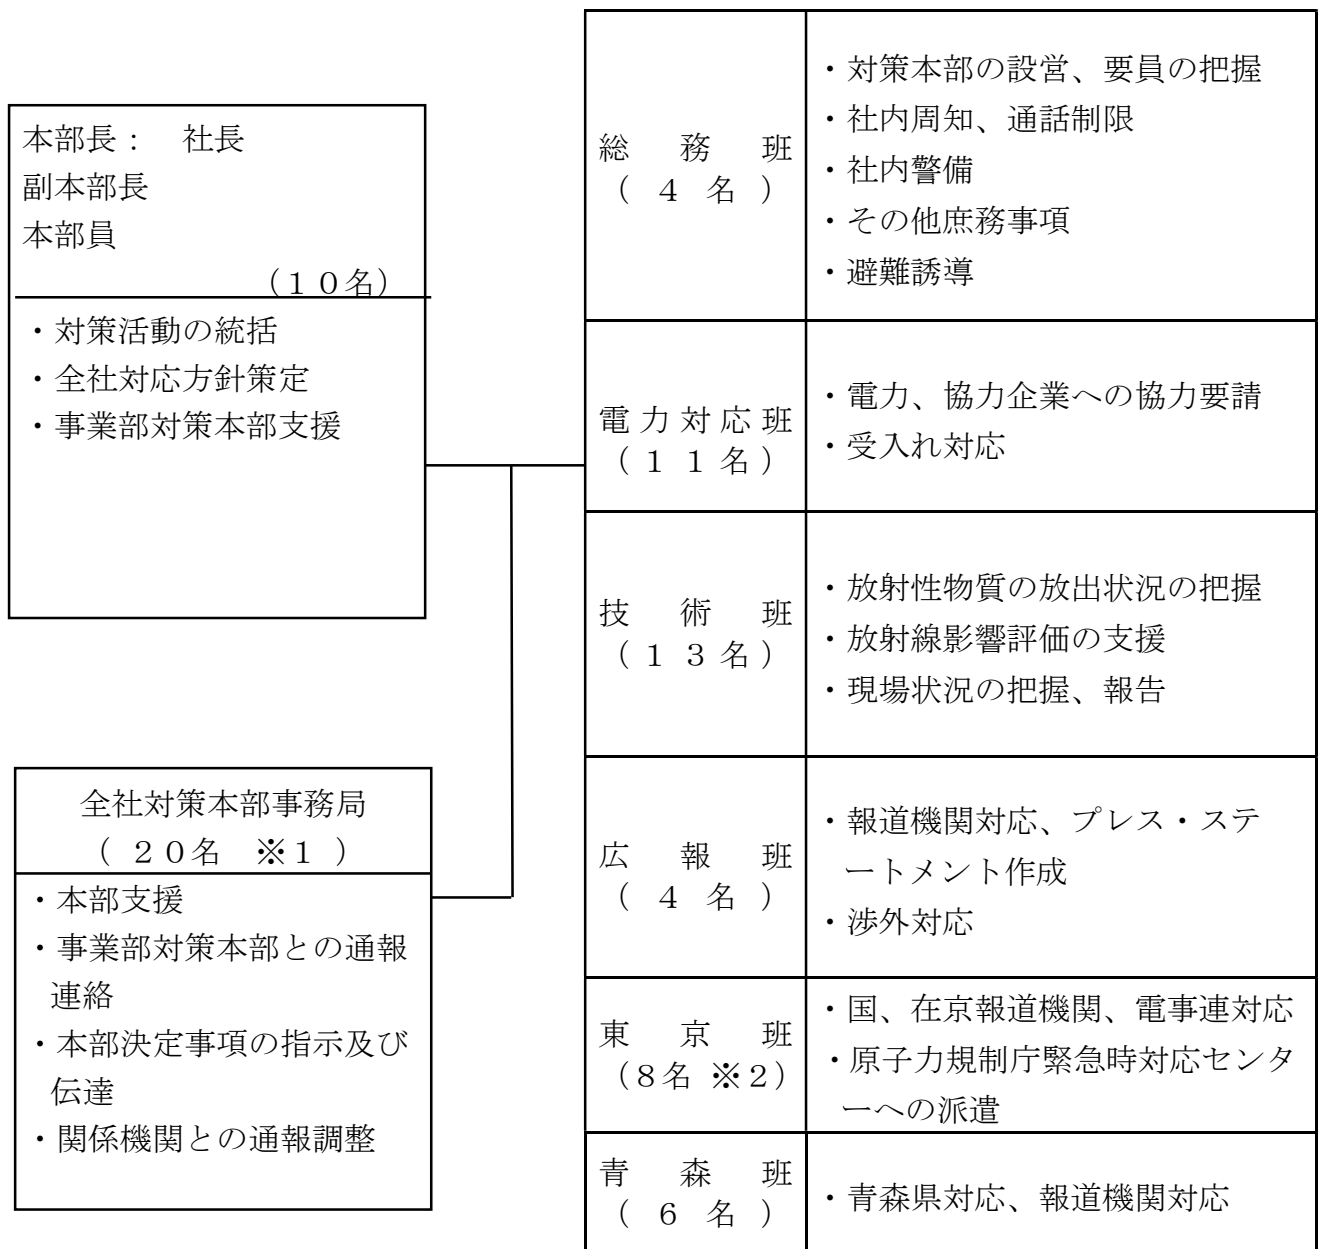 本部長： 社長
副本部長
本部員
（１０名）
・対策活動の統括
・全社対応方針策定
・事業部対策本部支援
全社対策本部事務局
（ ２０名 ※１ ）
・本部支援
・事業部対策本部との通報
連絡
・本部決定事項の指示及び
伝達
・関係機関との通報調整
総務班
（４名）
・対策本部の設営、要員の把握
・社内周知、通話制限
・社内警備
・その他庶務事項
・避難誘導
電力対応班
（１１名）
・電力、協力企業への協力要請
・受入れ対応
技術班
（１３名）
・放射性物質の放出状況の把握
・放射線影響評価の支援
・現場状況の把握、報告
広報班
（４名）
・報道機関対応、プレス・ステ
ートメント作成
・渉外対応
東京班
（８名 ※２）
・国、在京報道機関、電事連対応
・原子力規制庁緊急時対応センタ
ーへの派遣
青森班
（６名）
・青森県対応、報道機関対応